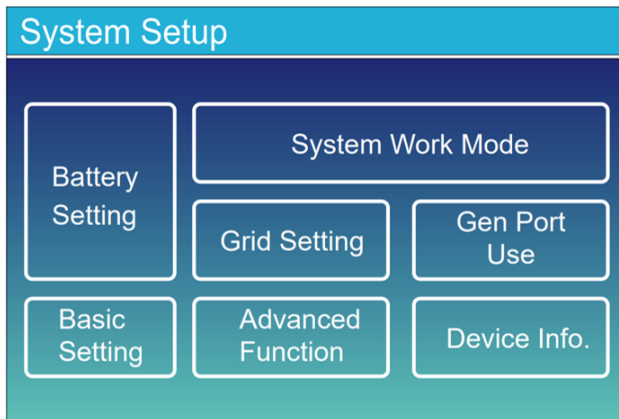 System Setup
Battery
Setting
System Work Mode
Grid Setting
Gen Port
Use
Basic
Setting
Advanced
Function
Device Info.